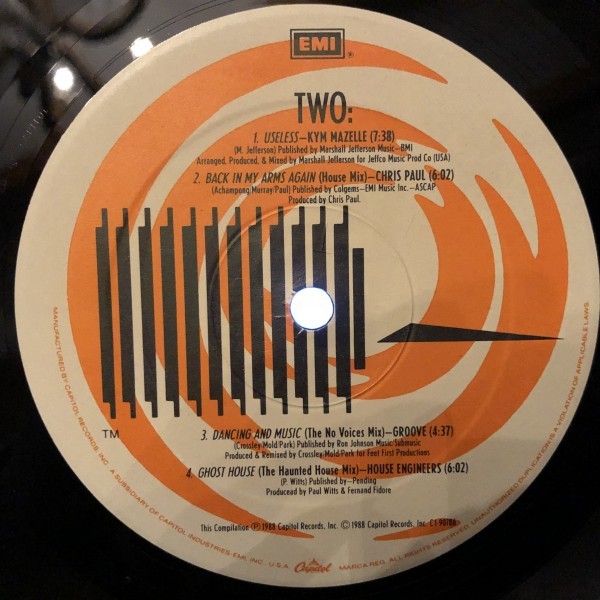 EMI
®
TWO:
1. USELESS—KYM MAZELLE (7:38)
(M. Jefferson) Published by Marshall Jefferson Music—BMI
Arranged, Produced, & Mixed by Marshall Jefferson for Jeffco Music Prod Co (USA)
2. BACK IN MY ARMS AGAIN (House Mix)—CHRIS PAUL (6:02)
(Achampong Murray/Paul) Published by Colgems—EMI Music Inc.—ASCAP
Produced by Chris Paul.
TM
3. DANCING AND MUSIC (The No Voices Mix)—GROOVE (4:37)
(Crossley Mold/Park) Published by Ron Johnson Music/Submusic
Produced & Remixed by Crossley Mold/Park for Feet First Productions
4. GHOST HOUSE (The Haunted House Mix)—HOUSE ENGINEERS (6:02)
(P. Witts) Published by—Pending
Producead by Paul Witts & Fernand Fidore
This Compilation Ⓟ 1988 Capitol Records, Inc. © 1988 Capitol Records, Inc. C1 90786
Capitol
MANUFACTURED BY CAPITOL RECORDS, INC., A SUBSIDIARY OF CAPITOL INDUSTRIES-EMI, INC., U.S.A. MARCA REG. ALL RIGHTS RESERVED. UNAUTHORIZED DUPLICATION IS A VIOLATION OF APPLICABLE LAWS.